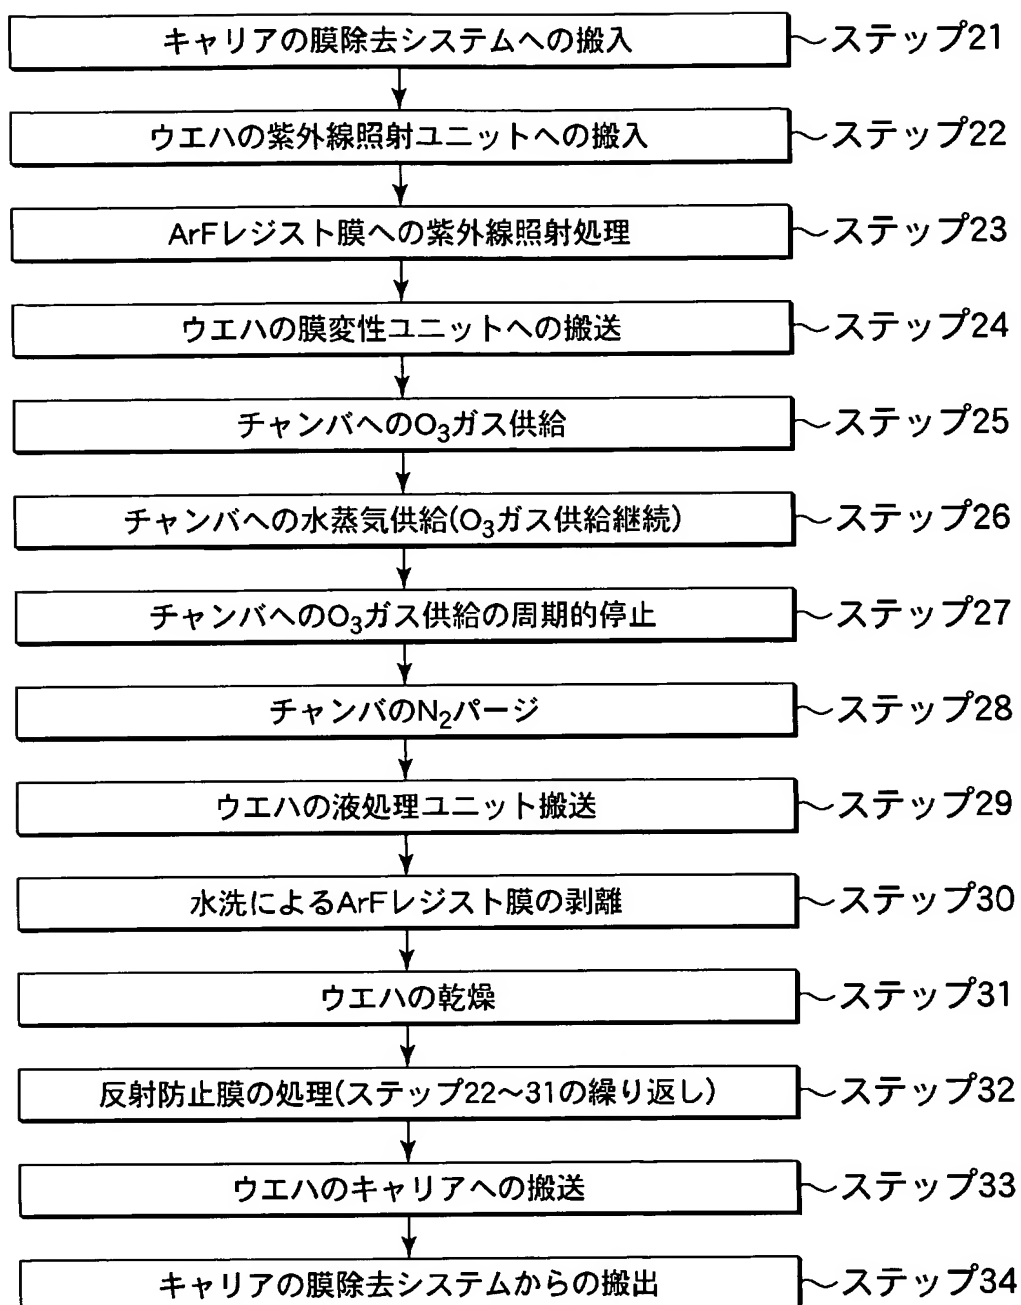 キャリアの膜除去システムへの搬入 ステップ21
ウエハの紫外線照射ユニットへの搬入 ステップ22
ArFレジスト膜への紫外線照射処理 ステップ23
ウエハの膜変性ユニットへの搬送 ステップ24
チャンバへのO₃ガス供給 ステップ25
チャンバへの水蒸気供給(O₃ガス供給継続) ステップ26
チャンバへのO₃ガス供給の周期的停止 ステップ27
チャンバのN₂パージ ステップ28
ウエハの液処理ユニット搬送 ステップ29
水洗によるArFレジスト膜の剥離 ステップ30
ウエハの乾燥 ステップ31
反射防止膜の処理(ステップ22〜31の繰り返し) ステップ32
ウエハのキャリアへの搬送 ステップ33
キャリアの膜除去システムからの搬出 ステップ34